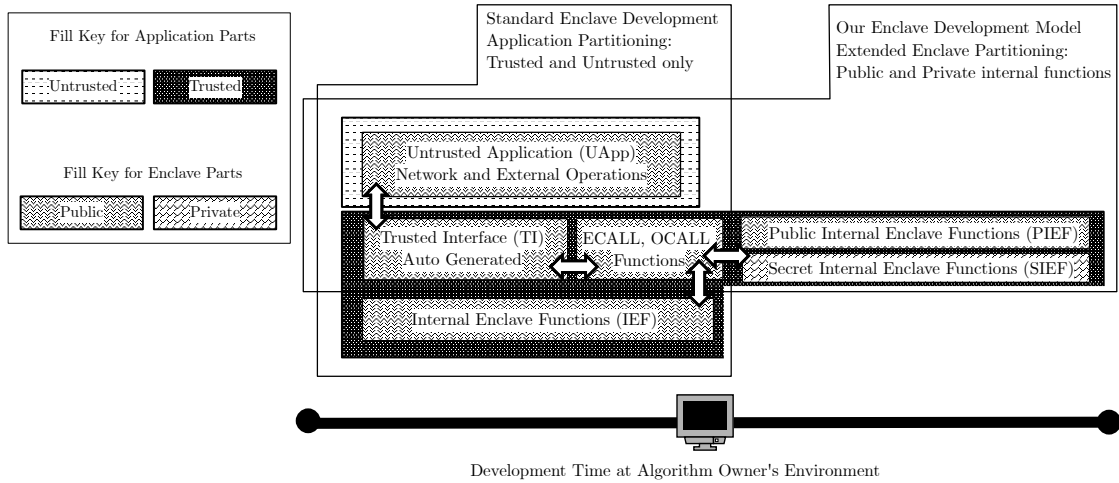 Fill Key for Application Parts
Untrusted
Trusted
Fill Key for Enclave Parts
Public
Private
Standard Enclave Development
Application Partitioning:
Trusted and Untrusted only
Our Enclave Development Model
Extended Enclave Partitioning:
Public and Private internal functions
Untrusted Application (UApp)
Network and External Operations
Trusted Interface (TI)
Auto Generated
ECALL, OCALL
Functions
Public Internal Enclave Functions (PIEF)
Secret Internal Enclave Functions (SIEF)
Internal Enclave Functions (IEF)
Development Time at Algorithm Owner's Environment